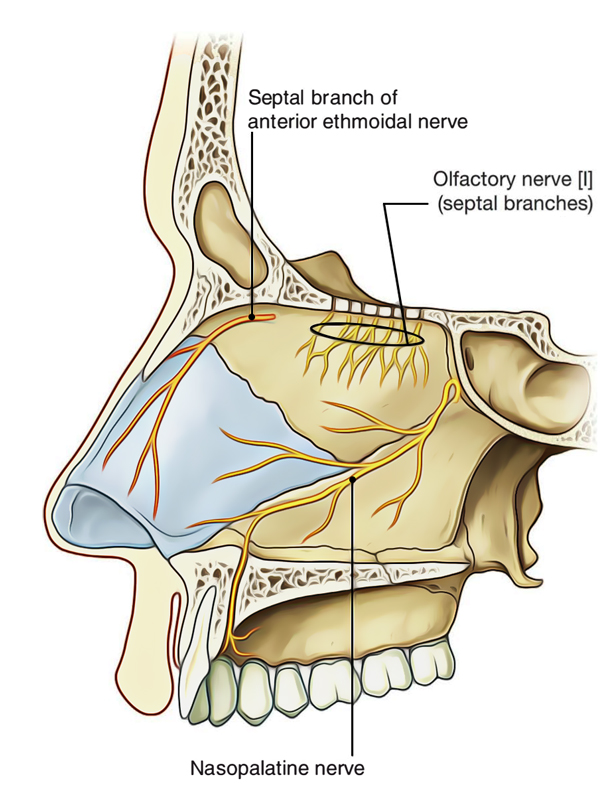 Septal branch of
anterior ethmoidal nerve
Olfactory nerve [I]
(septal branches)
Nasopalatine nerve